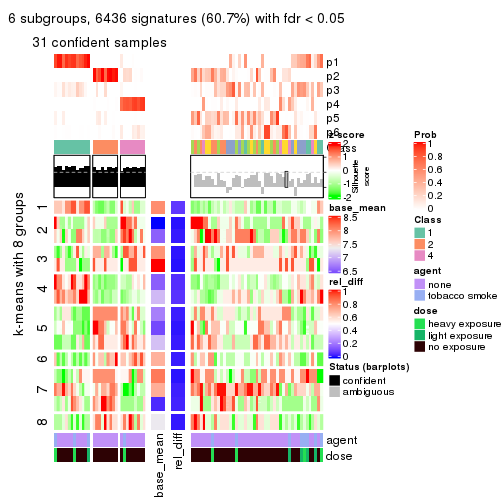 6 subgroups, 6436 signatures (60.7%) with fdr < 0.05
31 confident samples
p1
p2
p3
p4
p5
p6
Class
z-score
2
1
0
-1
-2
Silhouette
score
k-means with 8 groups
1
2
3
4
5
6
7
8
base_mean
8.5
8
7.5
7
6.5
rel_diff
1
0.8
0.6
0.4
0.2
0
Status (barplots)
confident
ambiguous
Prob
1
0.8
0.6
0.4
0.2
0
Class
1
2
4
agent
none
tobacco smoke
dose
heavy exposure
light exposure
no exposure
agent
dose
base_mean
rel_diff